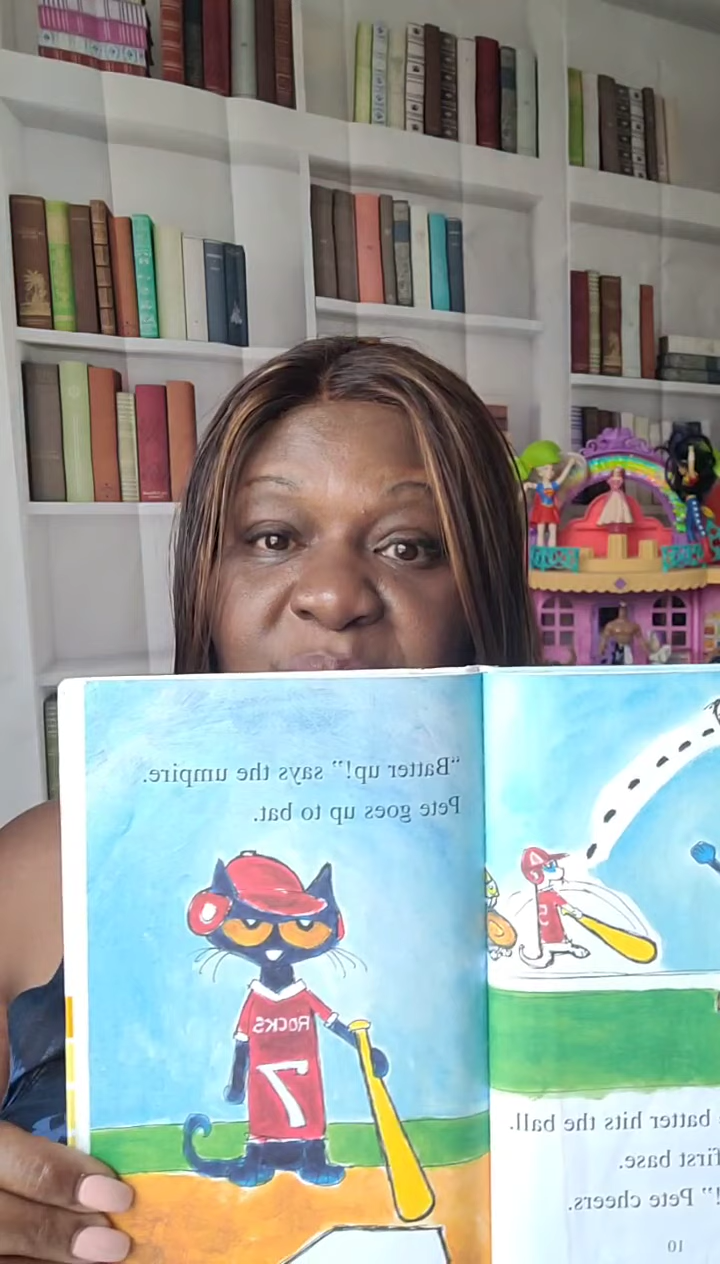 batter hits the ball.
first base.
!" Pete cheers.
10
"Batter up!" says the umpire.
Pete goes up to bat.
ROCKS
7